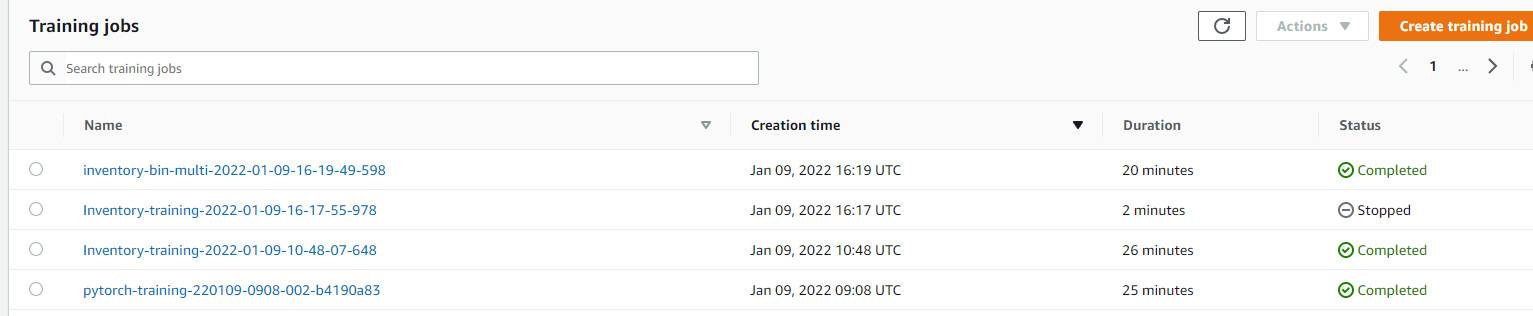 Training jobs
Actions
Create training job
Search training jobs
1 ...
Name Creation time Duration Status
inventory-bin-multi-2022-01-09-16-19-49-598 Jan 09, 2022 16:19 UTC 20 minutes Completed
Inventory-training-2022-01-09-16-17-55-978 Jan 09, 2022 16:17 UTC 2 minutes Stopped
Inventory-training-2022-01-09-10-48-07-648 Jan 09, 2022 10:48 UTC 26 minutes Completed
pytorch-training-220109-0908-002-b4190a83 Jan 09, 2022 09:08 UTC 25 minutes Completed